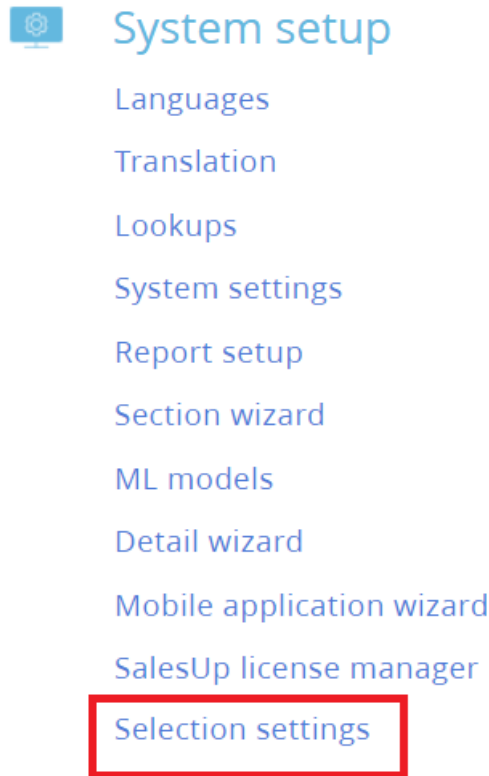 System setup
Languages
Translation
Lookups
System settings
Report setup
Section wizard
ML models
Detail wizard
Mobile application wizard
SalesUp license manager
Selection settings